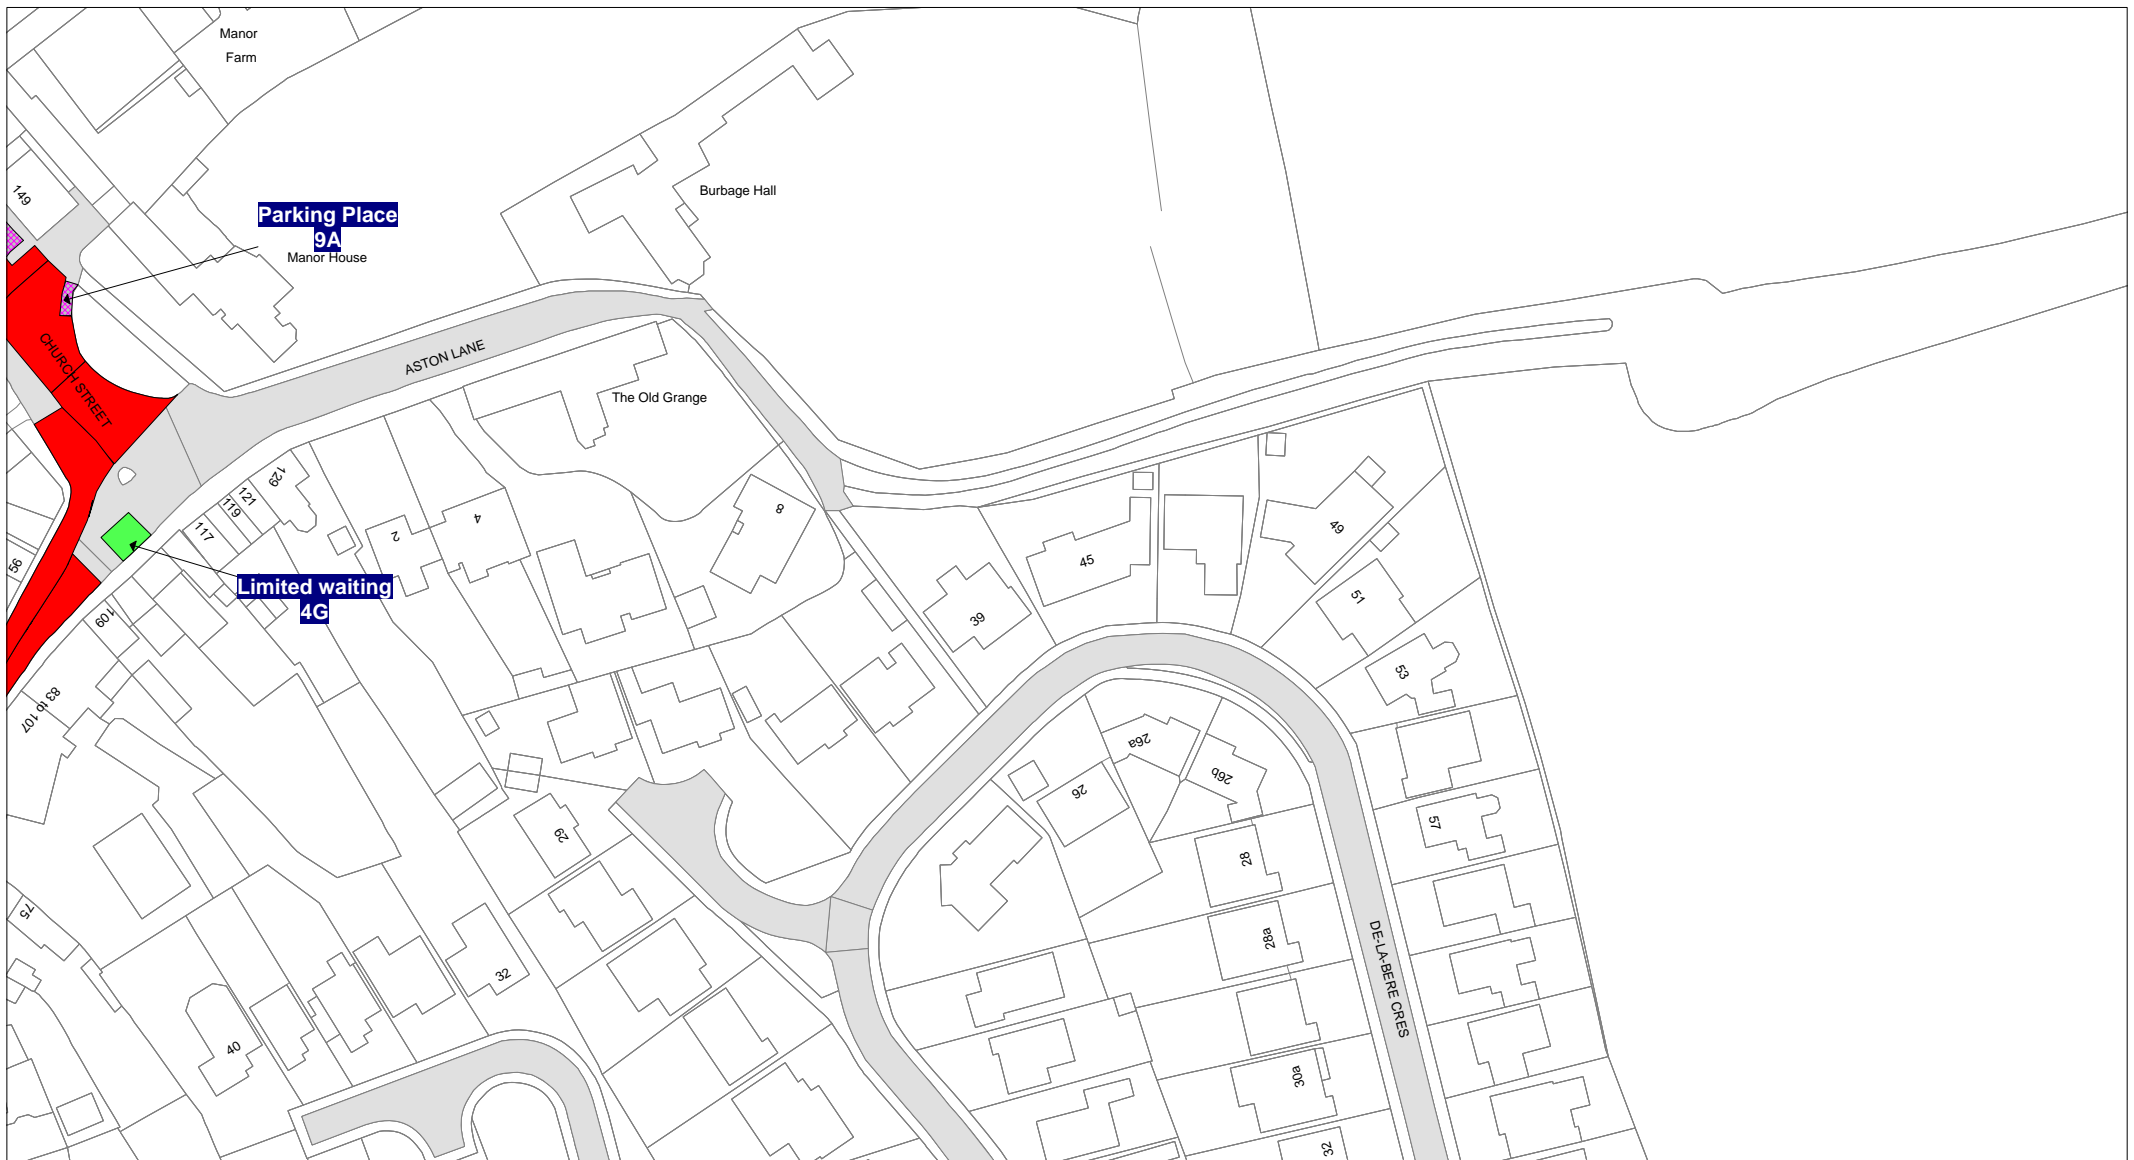 Manor
Farm
149
Burbage Hall
Parking Place
9A
Manor House
CHURCH STREET
ASTON LANE
The Old Grange
129
121
119
117
2
4
8
49
45
51
39
56
Limited waiting
4G
109
53
83 to 107
26a
26b
26
57
29
28
75
28a
32
DE-LA-BERE CRES
40
30a
32